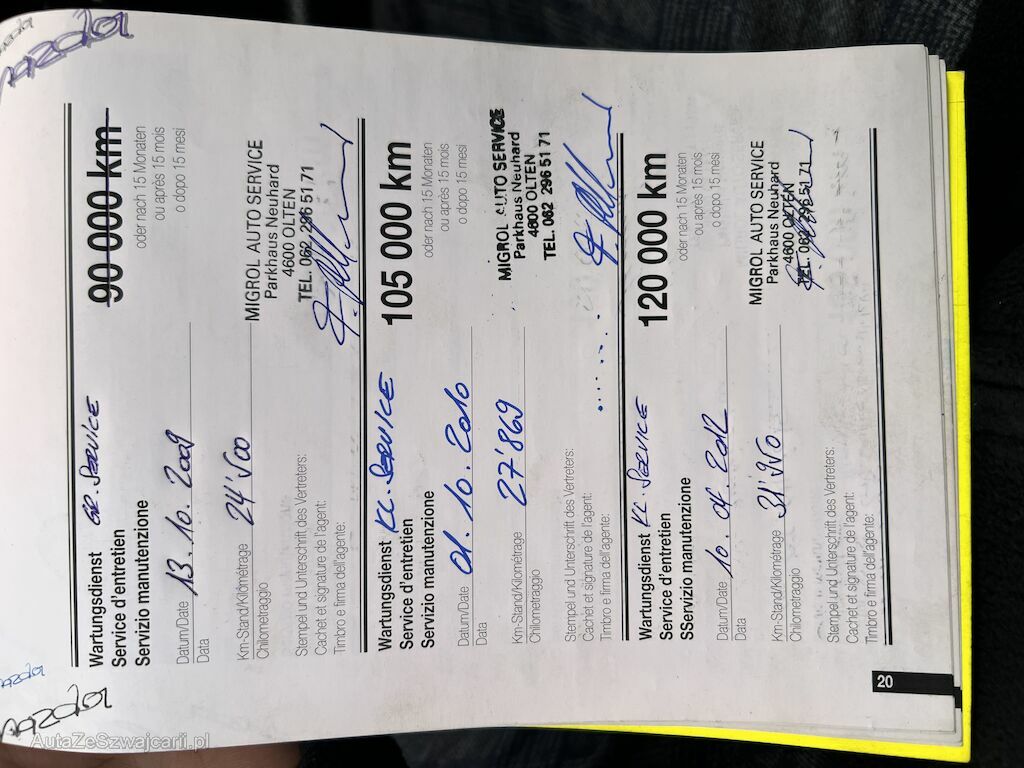 mazda
mazda
Wartungsdienst GR. SERVICE 90 000 km
Service d'entretien oder nach 15 Monaten
Servizio manutenzione ou après 15 mois
o dopo 15 mesi
Datum/Date 13.10.2009
Data
Km-Stand/Kilométrage 24'500 MIGROL AUTO SERVICE
Chilometraggio Parkhaus Neuhard
4600 OLTEN
Stempel und Unterschrift des Vertreters: TEL. 062 296 51 71
Cachet et signature de l'agent:
Timbro e firma dell'agente:
Wartungsdienst KL. SERVICE 105 000 km
Service d'entretien oder nach 15 Monaten
Servizio manutenzione ou après 15 mois
o dopo 15 mesi
Datum/Date 01.10.2010
Data
Km-Stand/Kilométrage 27'869 MIGROL AUTO SERVICE
Chilometraggio Parkhaus Neuhard
4600 OLTEN
TEL. 062 296 51 71
Stempel und Unterschrift des Vertreters:
Cachet et signature de l'agent:
Timbro e firma dell'agente:
Wartungsdienst KL. SERVICE 120 000 km
Service d'entretien oder nach 15 Monaten
SServizio manutenzione ou après 15 mois
o dopo 15 mesi
Datum/Date 10.04.2012
Data
Km-Stand/Kilométrage MIGROL AUTO SERVICE
Chilometraggio Parkhaus Neuhard
4600 OLTEN
Stempel und Unterschrift des Vertreters: TEL. 062 296 51 71
Cachet et signature de l'agent:
Timbro e firma dell'agente:
20
AutaZeSzwajcarii.pl